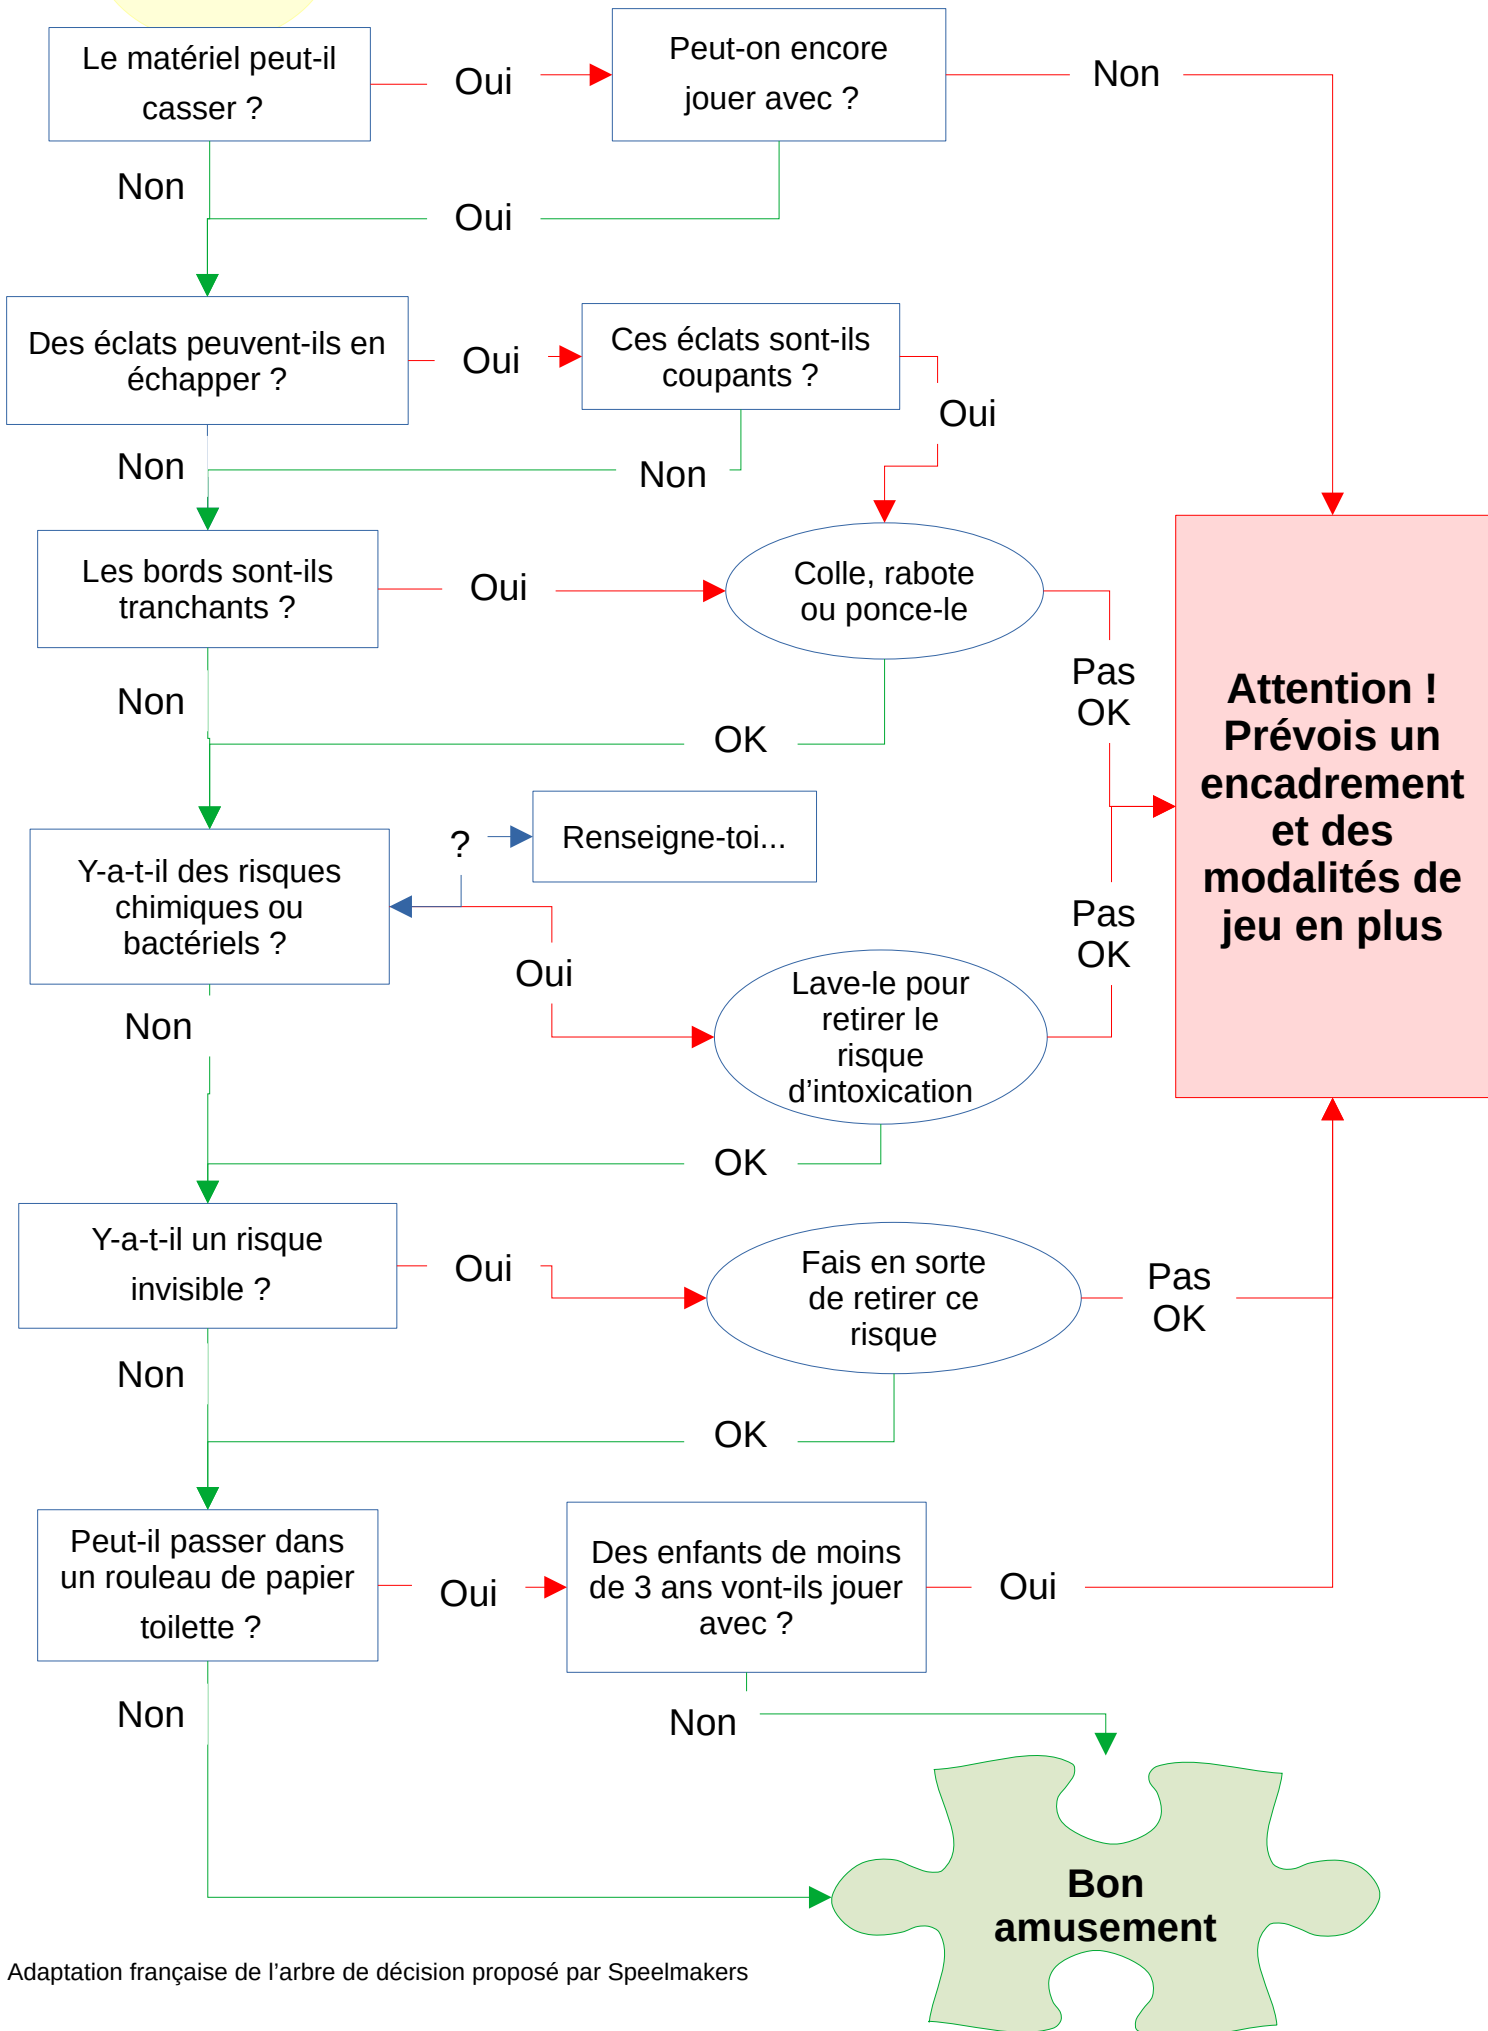 Le matériel peut-il
casser ?
Oui
Peut-on encore
jouer avec ?
Non
Non
Oui
Des éclats peuvent-ils en
échapper ?
Oui
Ces éclats sont-ils
coupants ?
Oui
Non
Non
Les bords sont-ils
tranchants ?
Oui
Colle, rabote
ou ponce-le
Pas
OK
Non
OK
Attention !
Prévois un
encadrement
et des
modalités de
jeu en plus
Y-a-t-il des risques
chimiques ou
bactériels ?
?
Renseigne-toi...
Oui
Lave-le pour
retirer le
risque
d’intoxication
Pas
OK
Non
OK
Y-a-t-il un risque
invisible ?
Oui
Fais en sorte
de retirer ce
risque
Pas
OK
Non
OK
Peut-il passer dans
un rouleau de papier
toilette ?
Oui
Des enfants de moins
de 3 ans vont-ils jouer
avec ?
Oui
Non
Non
Bon
amusement
Adaptation française de l’arbre de décision proposé par Speelmakers